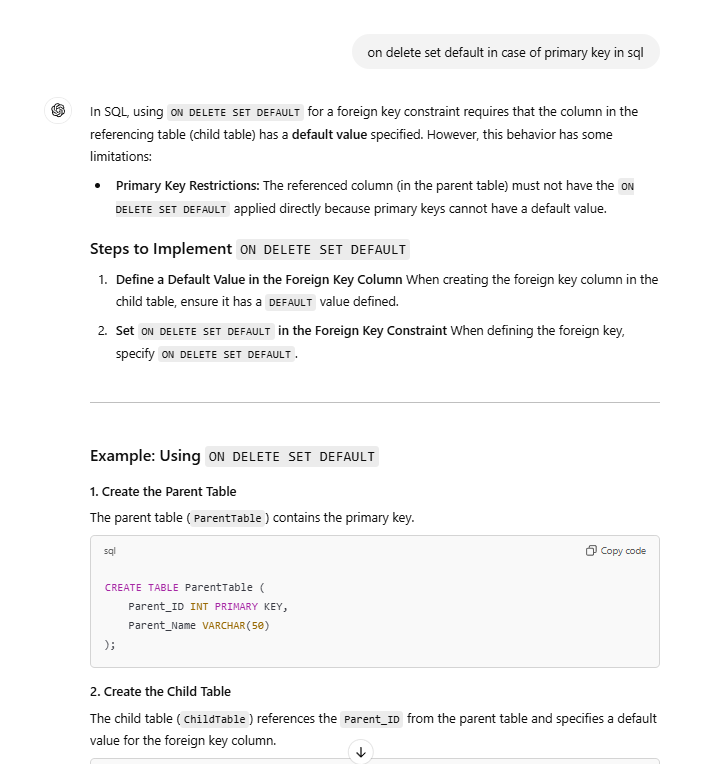 on delete set default in case of primary key in sql
In SQL, using ON DELETE SET DEFAULT for a foreign key constraint requires that the column in the
referencing table (child table) has a default value specified. However, this behavior has some
limitations:
• Primary Key Restrictions: The referenced column (in the parent table) must not have the ON
DELETE SET DEFAULT applied directly because primary keys cannot have a default value.
Steps to Implement ON DELETE SET DEFAULT
1. Define a Default Value in the Foreign Key Column When creating the foreign key column in the
child table, ensure it has a DEFAULT value defined.
2. Set ON DELETE SET DEFAULT in the Foreign Key Constraint When defining the foreign key,
specify ON DELETE SET DEFAULT.
Example: Using ON DELETE SET DEFAULT
1. Create the Parent Table
The parent table (ParentTable) contains the primary key.
sql Copy code
CREATE TABLE ParentTable (
    Parent_ID INT PRIMARY KEY,
    Parent_Name VARCHAR(50)
);
2. Create the Child Table
The child table (ChildTable) references the Parent_ID from the parent table and specifies a default
value for the foreign key column.